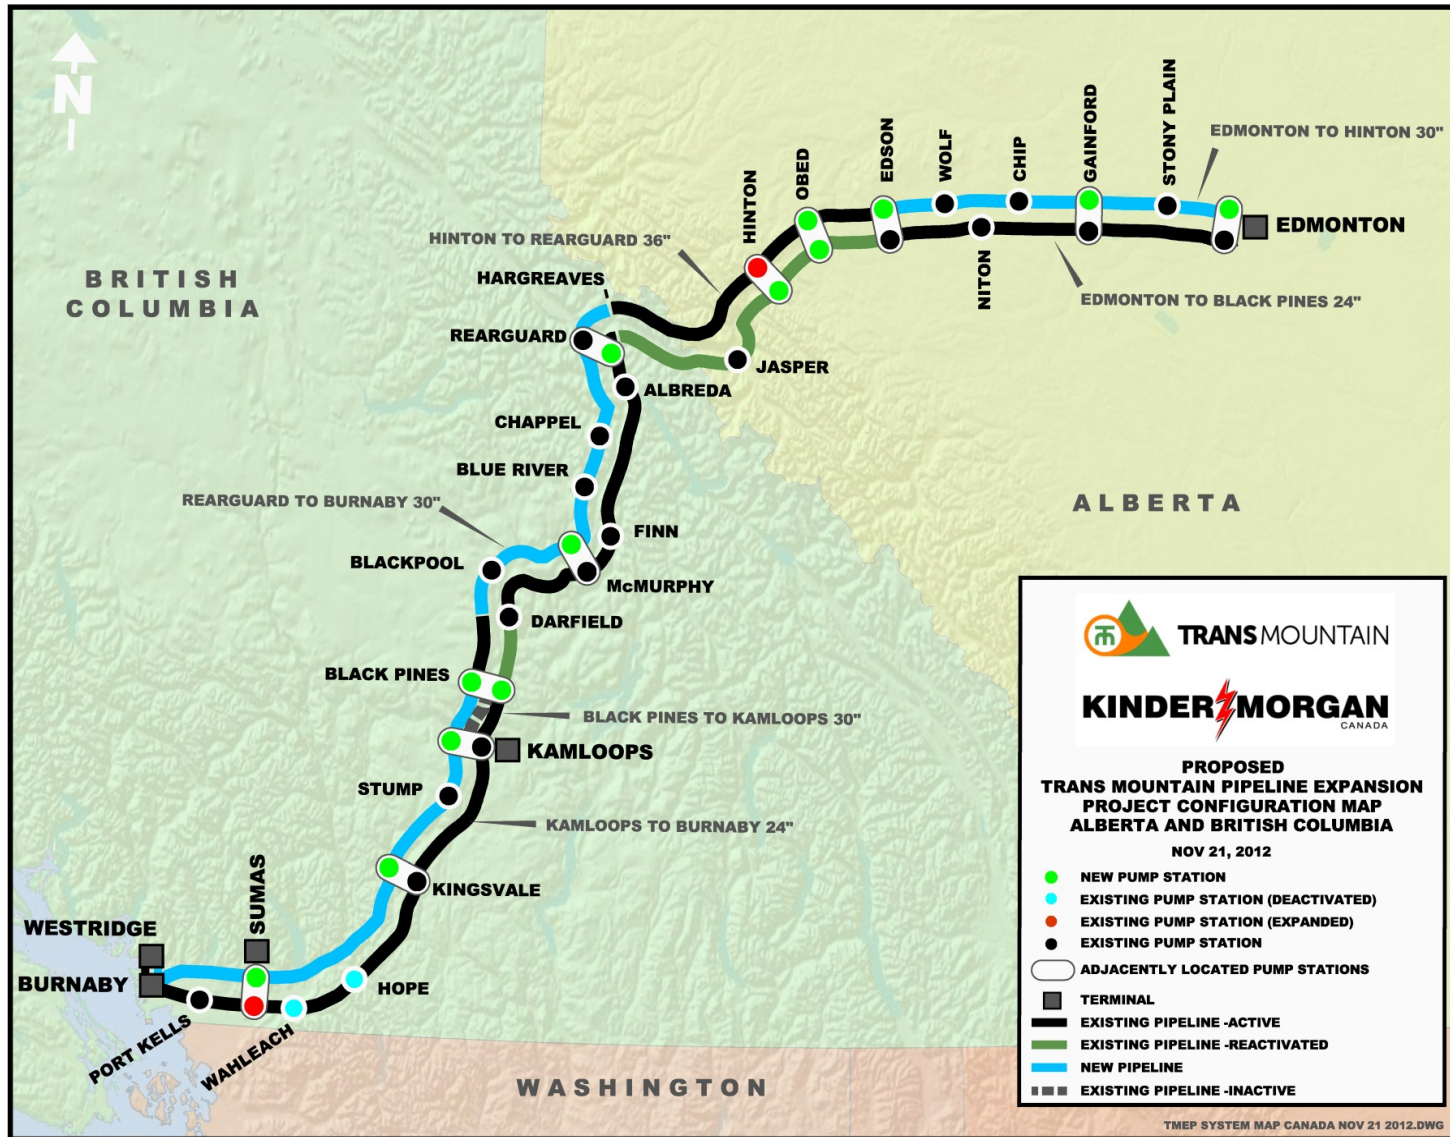 N
BRITISH
COLUMBIA
ALBERTA
WASHINGTON
HINTON
OBED
EDSON
WOLF
CHIP
GAINFORD
STONY PLAIN
EDMONTON TO HINTON 30"
EDMONTON
NITON
EDMONTON TO BLACK PINES 24"
HINTON TO REARGUARD 36"
HARGREAVES
REARGUARD
JASPER
ALBREDA
CHAPPEL
BLUE RIVER
REARGUARD TO BURNABY 30"
FINN
BLACKPOOL
McMURPHY
DARFIELD
BLACK PINES
BLACK PINES TO KAMLOOPS 30"
KAMLOOPS
STUMP
KAMLOOPS TO BURNABY 24"
KINGSVALE
SUMAS
WESTRIDGE
BURNABY
HOPE
PORT KELLS
WAHLEACH
TRANSMOUNTAIN
KINDER MORGAN
CANADA
PROPOSED
TRANS MOUNTAIN PIPELINE EXPANSION
PROJECT CONFIGURATION MAP
ALBERTA AND BRITISH COLUMBIA
NOV 21, 2012
NEW PUMP STATION
EXISTING PUMP STATION (DEACTIVATED)
EXISTING PUMP STATION (EXPANDED)
EXISTING PUMP STATION
ADJACENTLY LOCATED PUMP STATIONS
TERMINAL
EXISTING PIPELINE -ACTIVE
EXISTING PIPELINE -REACTIVATED
NEW PIPELINE
EXISTING PIPELINE -INACTIVE
TMEP SYSTEM MAP CANADA NOV 21 2012.DWG